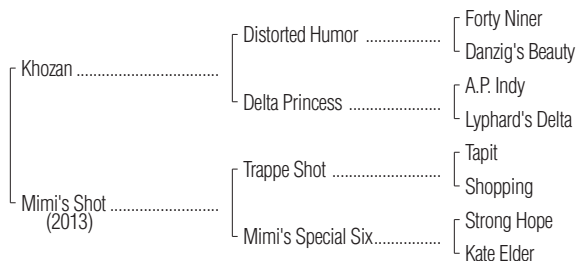 Forty Niner
Distorted Humor ..................
Danzig's Beauty
Khozan ..................................
A.P. Indy
Delta Princess ......................
Lyphard's Delta
Tapit
Trappe Shot ..........................
Shopping
Mimi's Shot ..........................
(2013)
Strong Hope
Mimi's Special Six................
Kate Elder